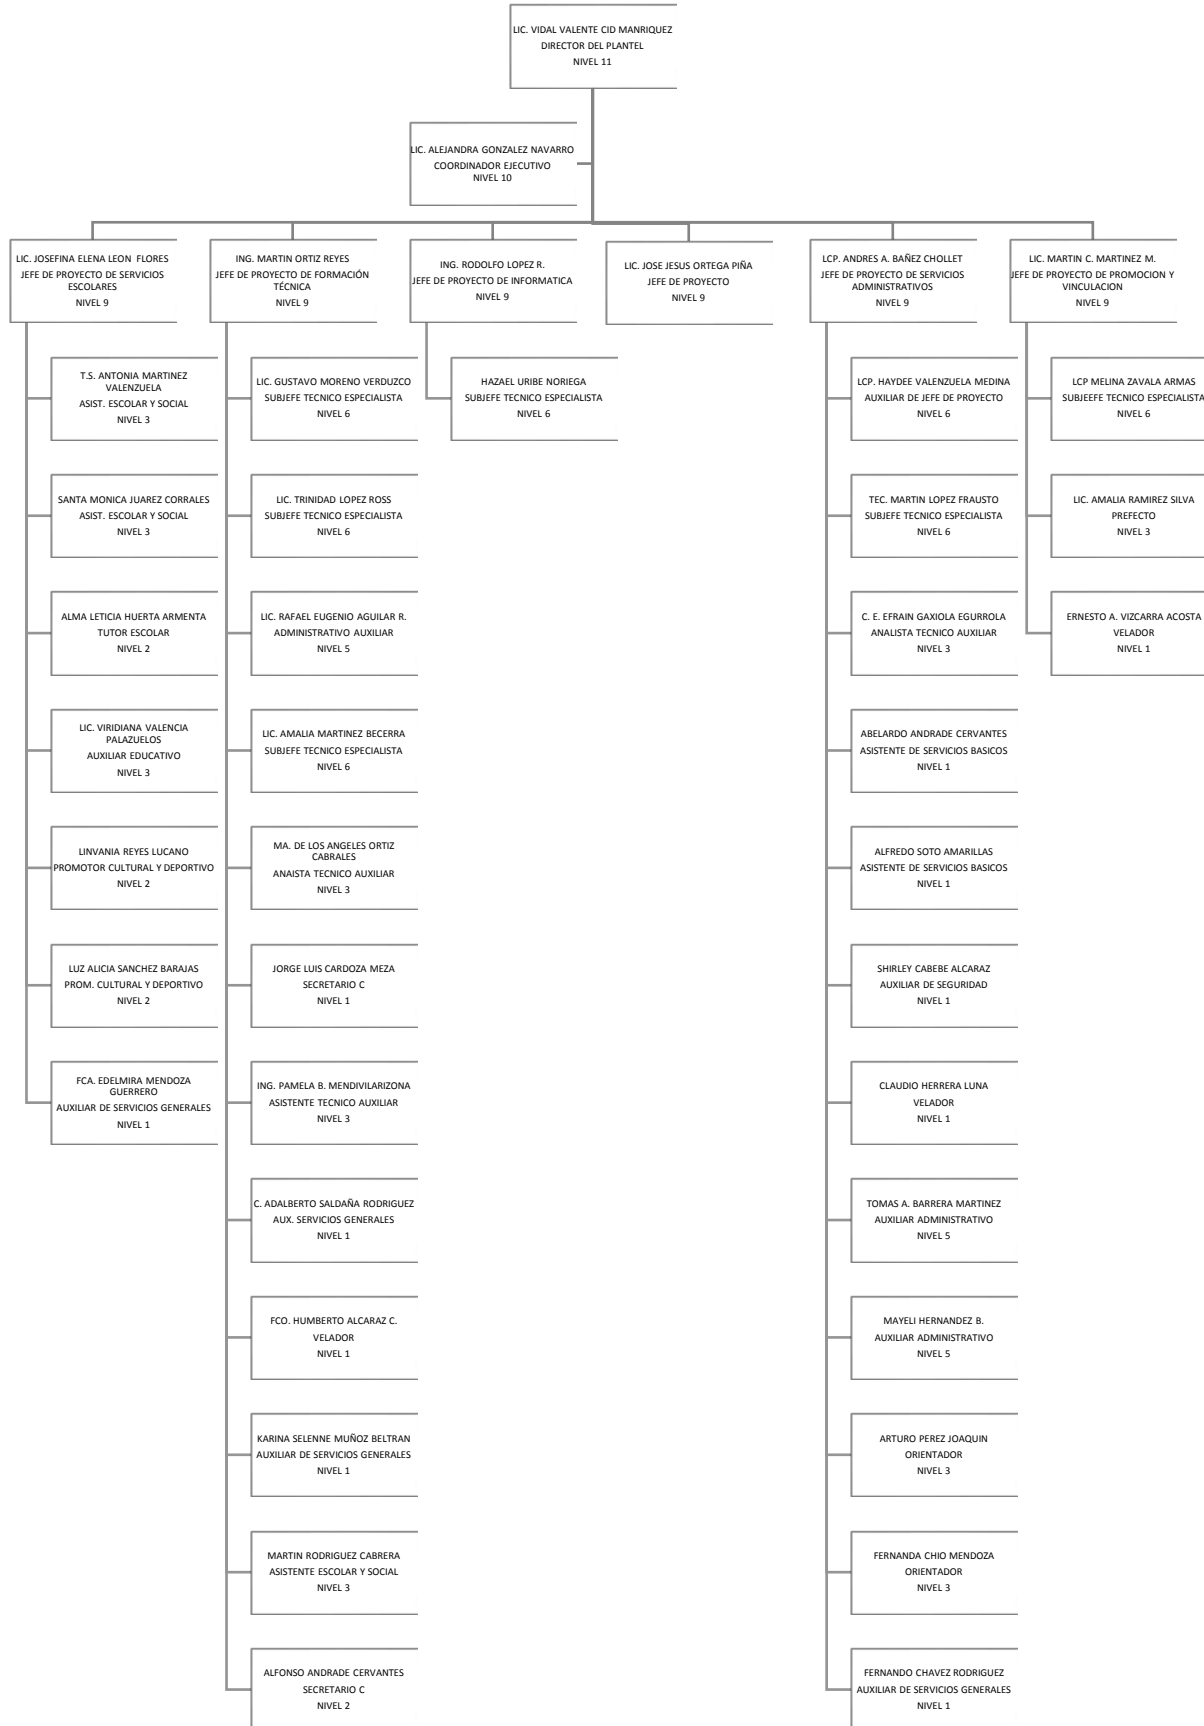 LIC. VIDAL VALENTE CID MANRIQUEZ
DIRECTOR DEL PLANTEL
NIVEL 11
LIC. ALEJANDRA GONZALEZ NAVARRO
COORDINADOR EJECUTIVO
NIVEL 10
LIC. JOSEFINA ELENA LEON FLORES
JEFE DE PROYECTO DE SERVICIOS
ESCOLARES
NIVEL 9
T.S. ANTONIA MARTINEZ
VALENZUELA
ASIST. ESCOLAR Y SOCIAL
NIVEL 3
SANTA MONICA JUAREZ CORRALES
ASIST. ESCOLAR Y SOCIAL
NIVEL 3
ALMA LETICIA HUERTA ARMENTA
TUTOR ESCOLAR
NIVEL 2
LIC. VIRIDIANA VALENCIA
PALAZUELOS
AUXILIAR EDUCATIVO
NIVEL 3
LINVANIA REYES LUCANO
PROMOTOR CULTURAL Y DEPORTIVO
NIVEL 2
LUZ ALICIA SANCHEZ BARAJAS
PROM. CULTURAL Y DEPORTIVO
NIVEL 2
FCA. EDELMIRA MENDOZA
GUERRERO
AUXILIAR DE SERVICIOS GENERALES
NIVEL 1
ING. MARTIN ORTIZ REYES
JEFE DE PROYECTO DE FORMACIÓN
TÉCNICA
NIVEL 9
LIC. GUSTAVO MORENO VERDUZCO
SUBJEFE TECNICO ESPECIALISTA
NIVEL 6
LIC. TRINIDAD LOPEZ ROSS
SUBJEFE TECNICO ESPECIALISTA
NIVEL 6
LIC. RAFAEL EUGENIO AGUILAR R.
ADMINISTRATIVO AUXILIAR
NIVEL 5
LIC. AMALIA MARTINEZ BECERRA
SUBJEFE TECNICO ESPECIALISTA
NIVEL 6
MA. DE LOS ANGELES ORTIZ
CABRALES
ANAISTA TECNICO AUXILIAR
NIVEL 3
JORGE LUIS CARDOZA MEZA
SECRETARIO C
NIVEL 1
ING. PAMELA B. MENDIVILARIZONA
ASISTENTE TECNICO AUXILIAR
NIVEL 3
C. ADALBERTO SALDAÑA RODRIGUEZ
AUX. SERVICIOS GENERALES
NIVEL 1
FCO. HUMBERTO ALCARAZ C.
VELADOR
NIVEL 1
KARINA SELENNE MUÑOZ BELTRAN
AUXILIAR DE SERVICIOS GENERALES
NIVEL 1
MARTIN RODRIGUEZ CABRERA
ASISTENTE ESCOLAR Y SOCIAL
NIVEL 3
ALFONSO ANDRADE CERVANTES
SECRETARIO C
NIVEL 2
ING. RODOLFO LOPEZ R.
JEFE DE PROYECTO DE INFORMATICA
NIVEL 9
HAZAEL URIBE NORIEGA
SUBJEFE TECNICO ESPECIALISTA
NIVEL 6
LIC. JOSE JESUS ORTEGA PIÑA
JEFE DE PROYECTO
NIVEL 9
LCP. ANDRES A. BAÑEZ CHOLLET
JEFE DE PROYECTO DE SERVICIOS
ADMINISTRATIVOS
NIVEL 9
LCP. HAYDEE VALENZUELA MEDINA
AUXILIAR DE JEFE DE PROYECTO
NIVEL 6
TEC. MARTIN LOPEZ FRAUSTO
SUBJEFE TECNICO ESPECIALISTA
NIVEL 6
C. E. EFRAIN GAXIOLA EGURROLA
ANALISTA TECNICO AUXILIAR
NIVEL 3
ABELARDO ANDRADE CERVANTES
ASISTENTE DE SERVICIOS BASICOS
NIVEL 1
ALFREDO SOTO AMARILLAS
ASISTENTE DE SERVICIOS BASICOS
NIVEL 1
SHIRLEY CABEBE ALCARAZ
AUXILIAR DE SEGURIDAD
NIVEL 1
CLAUDIO HERRERA LUNA
VELADOR
NIVEL 1
TOMAS A. BARRERA MARTINEZ
AUXILIAR ADMINISTRATIVO
NIVEL 5
MAYELI HERNANDEZ B.
AUXILIAR ADMINISTRATIVO
NIVEL 5
ARTURO PEREZ JOAQUIN
ORIENTADOR
NIVEL 3
FERNANDA CHIO MENDOZA
ORIENTADOR
NIVEL 3
FERNANDO CHAVEZ RODRIGUEZ
AUXILIAR DE SERVICIOS GENERALES
NIVEL 1
LIC. MARTIN C. MARTINEZ M.
JEFE DE PROYECTO DE PROMOCION Y
VINCULACION
NIVEL 9
LCP MELINA ZAVALA ARMAS
SUBJEEFE TECNICO ESPECIALISTA
NIVEL 6
LIC. AMALIA RAMIREZ SILVA
PREFECTO
NIVEL 3
ERNESTO A. VIZCARRA ACOSTA
VELADOR
NIVEL 1